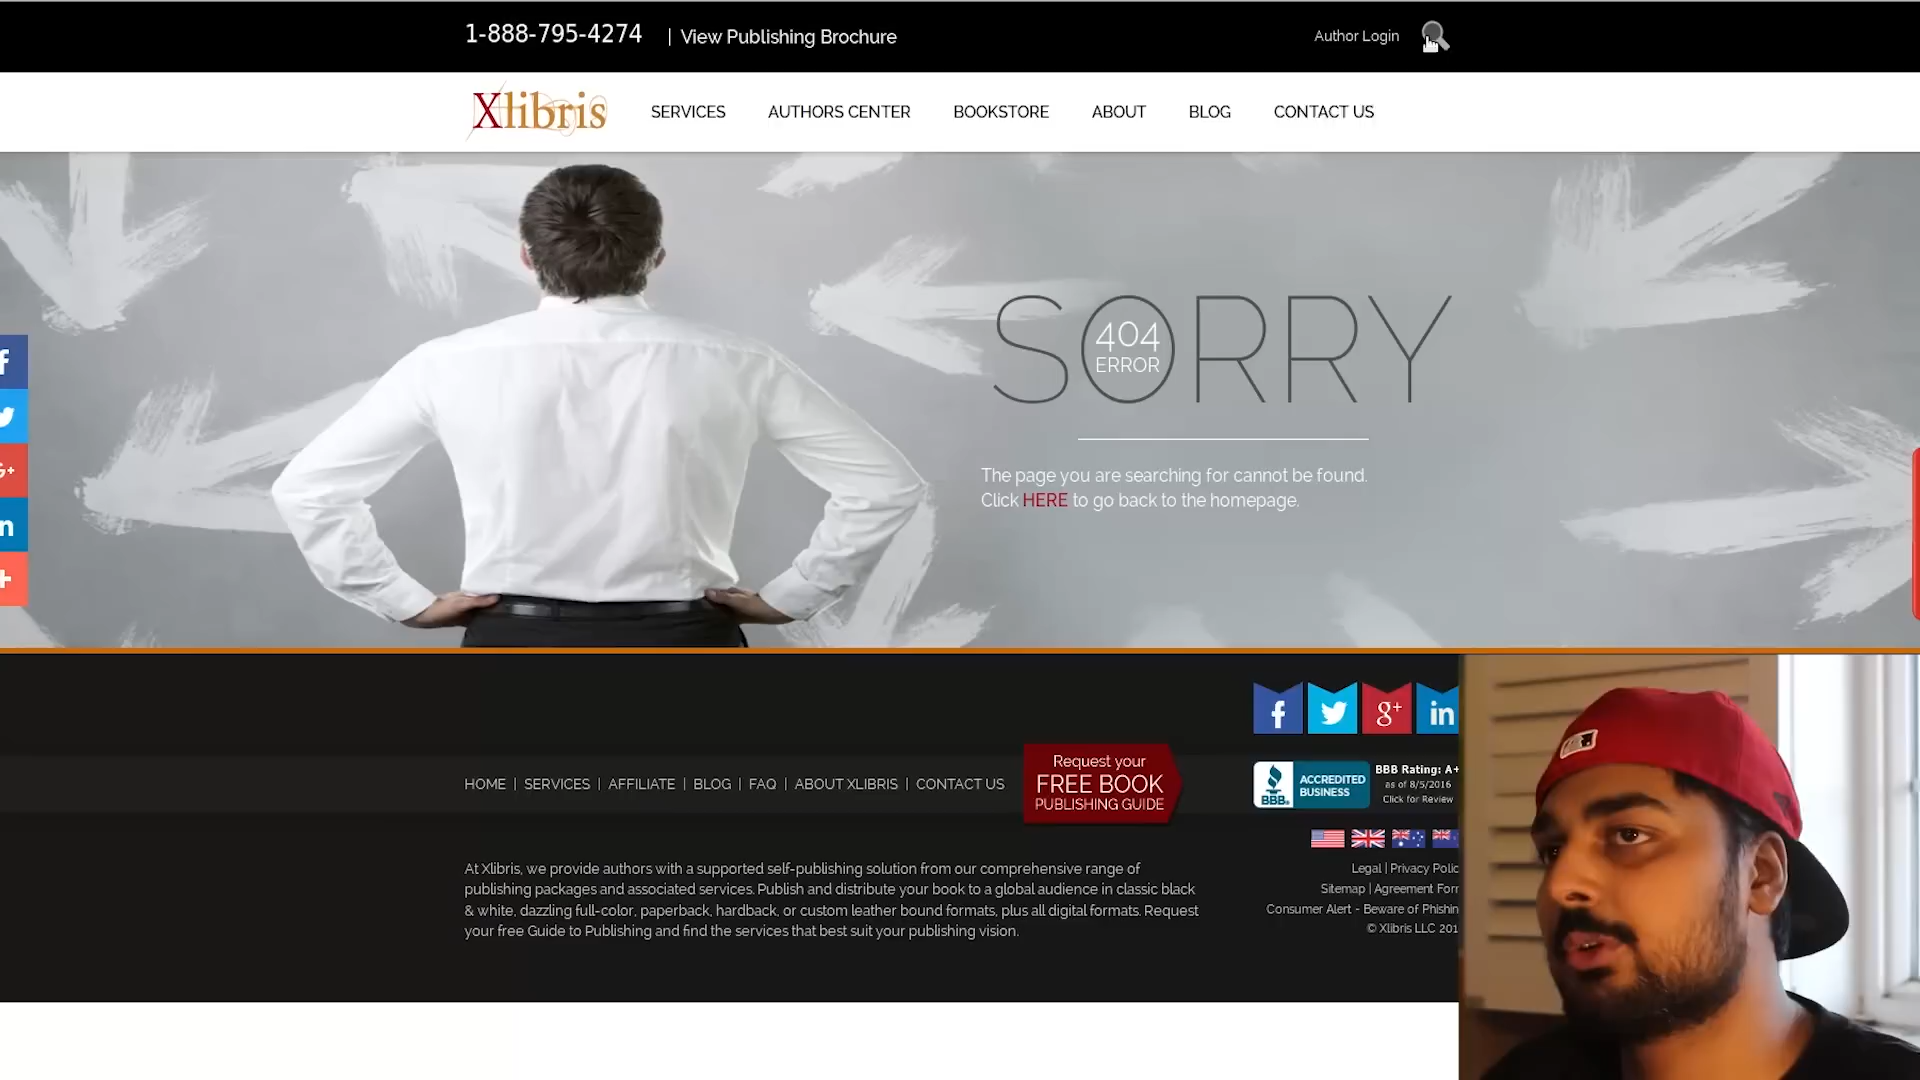 1-888-795-4274 | View Publishing Brochure
Author Login
Xlibris
SERVICES
AUTHORS CENTER
BOOKSTORE
ABOUT
BLOG
CONTACT US
SORRY
404
ERROR
The page you are searching for cannot be found.
Click HERE to go back to the homepage.
HOME | SERVICES | AFFILIATE | BLOG | FAQ | ABOUT XLIBRIS | CONTACT US
Request your
FREE BOOK
PUBLISHING GUIDE
BBB
ACCREDITED
BUSINESS
BBB Rating: A+
as of 8/5/2016
Click for Review
At Xlibris, we provide authors with a supported self-publishing solution from our comprehensive range of
publishing packages and associated services. Publish and distribute your book to a global audience in classic black
& white, dazzling full-color, paperback, hardback, or custom leather bound formats, plus all digital formats. Request
your free Guide to Publishing and find the services that best suit your publishing vision.
Legal | Privacy Polic
Sitemap | Agreement For
Consumer Alert - Beware of Phishin
© Xlibris LLC 201